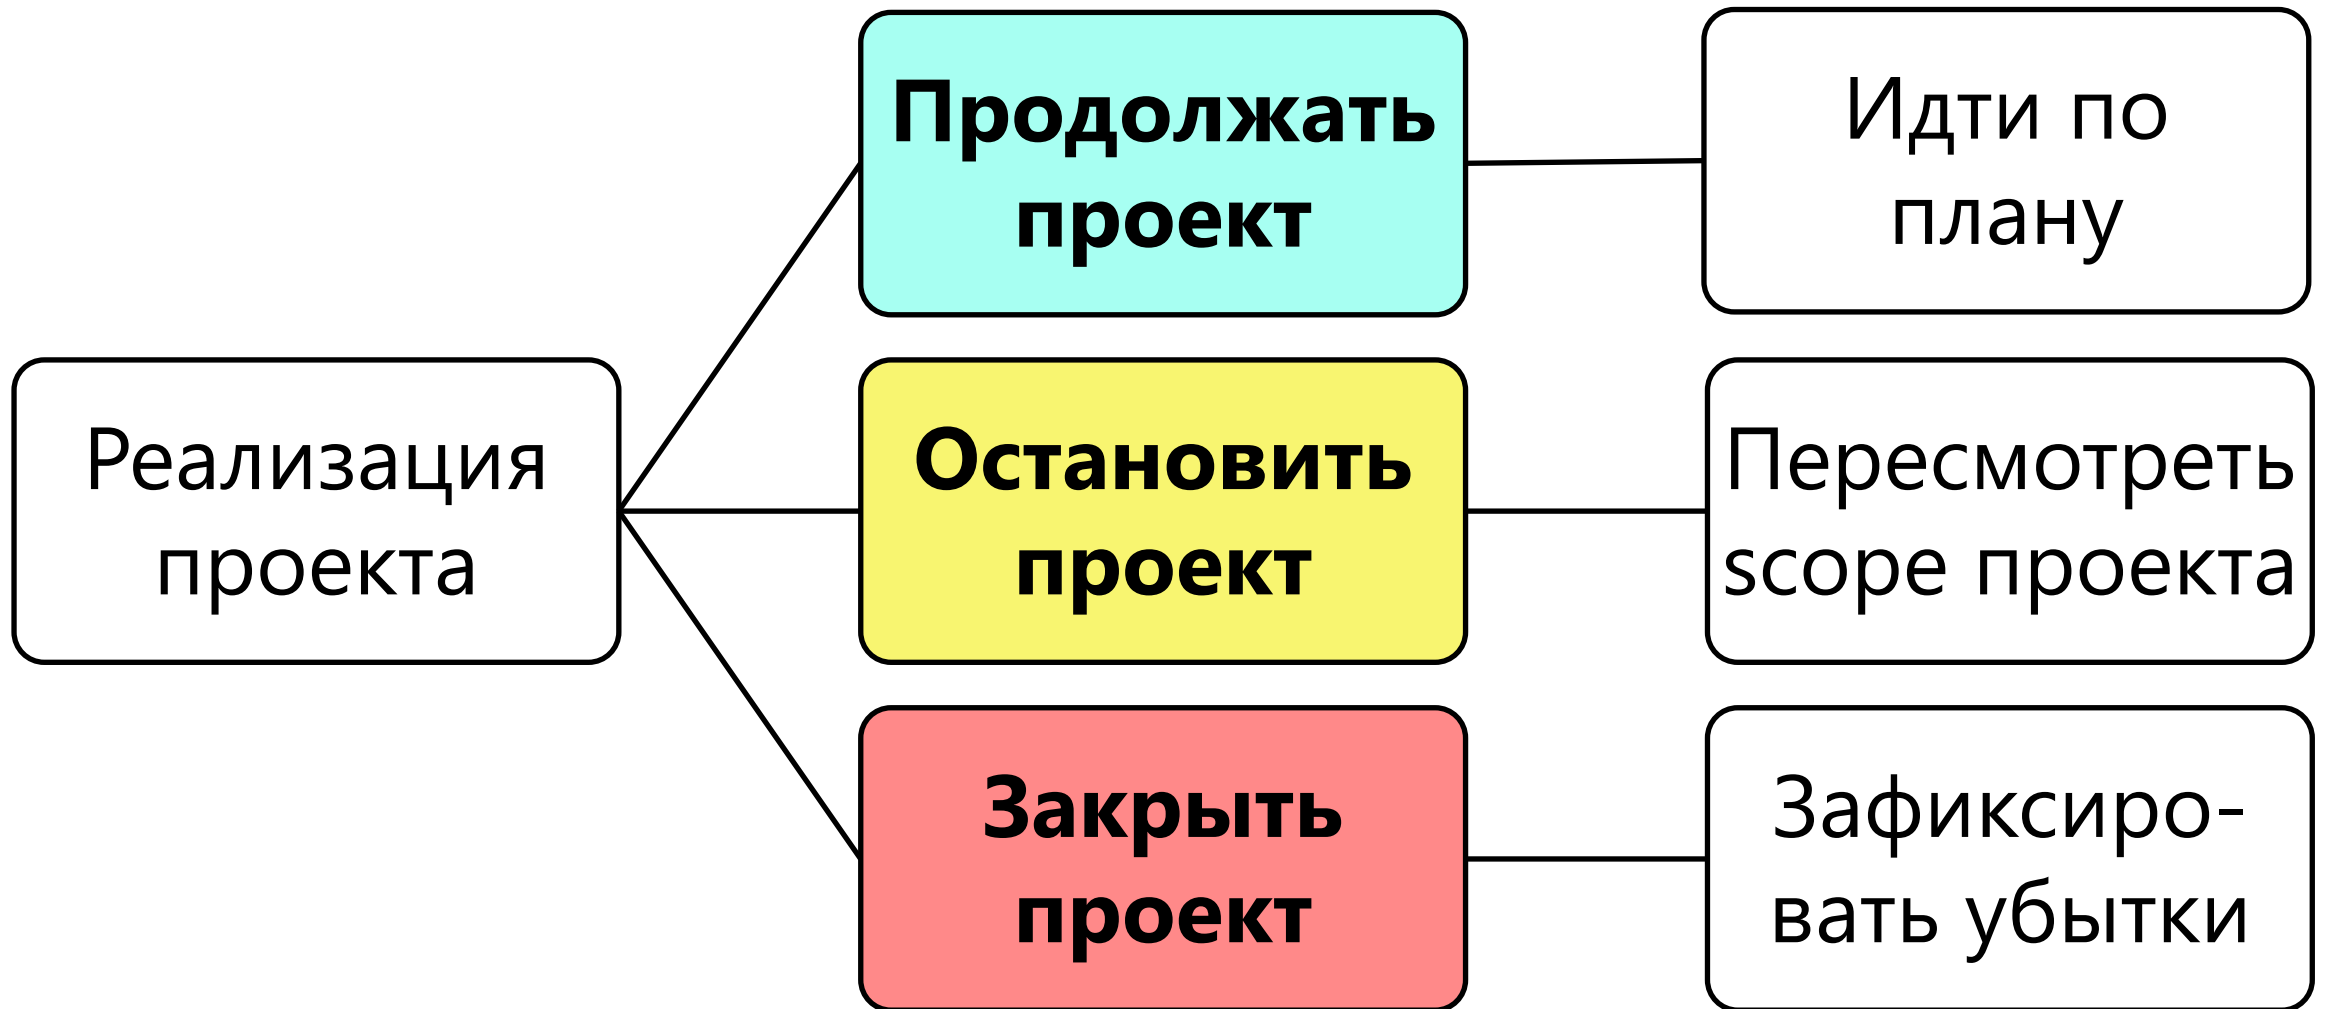 Продолжать
проект
Идти по
плану
Реализация
проекта
Остановить
проект
Пересмотреть
scope проекта
Закрыть
проект
Зафиксиро-
вать убытки